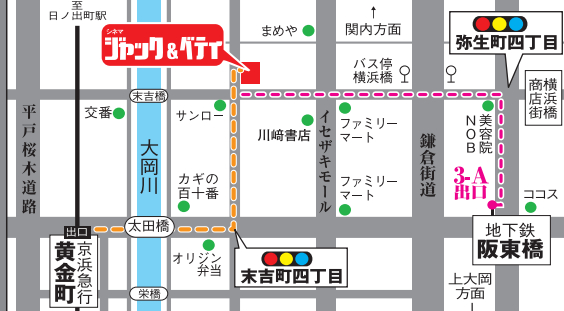 至
日ノ出町駅
シネマ
ジャック&ベティ
まめや
↑
関内方面
弥生町四丁目
バス停
横浜橋
横浜橋
商店街
末吉橋
交番
サンロー
川﨑書店
ファミリー
マート
美容院
NOB
平戸桜木道路
大岡川
イセザキモール
鎌倉街道
カギの
百十番
ファミリー
マート
3-A
出口
ココス
太田橋
出口
京浜急行
黄金町
オリジン
弁当
末吉町四丁目
地下鉄
阪東橋
栄橋
上大岡
方面